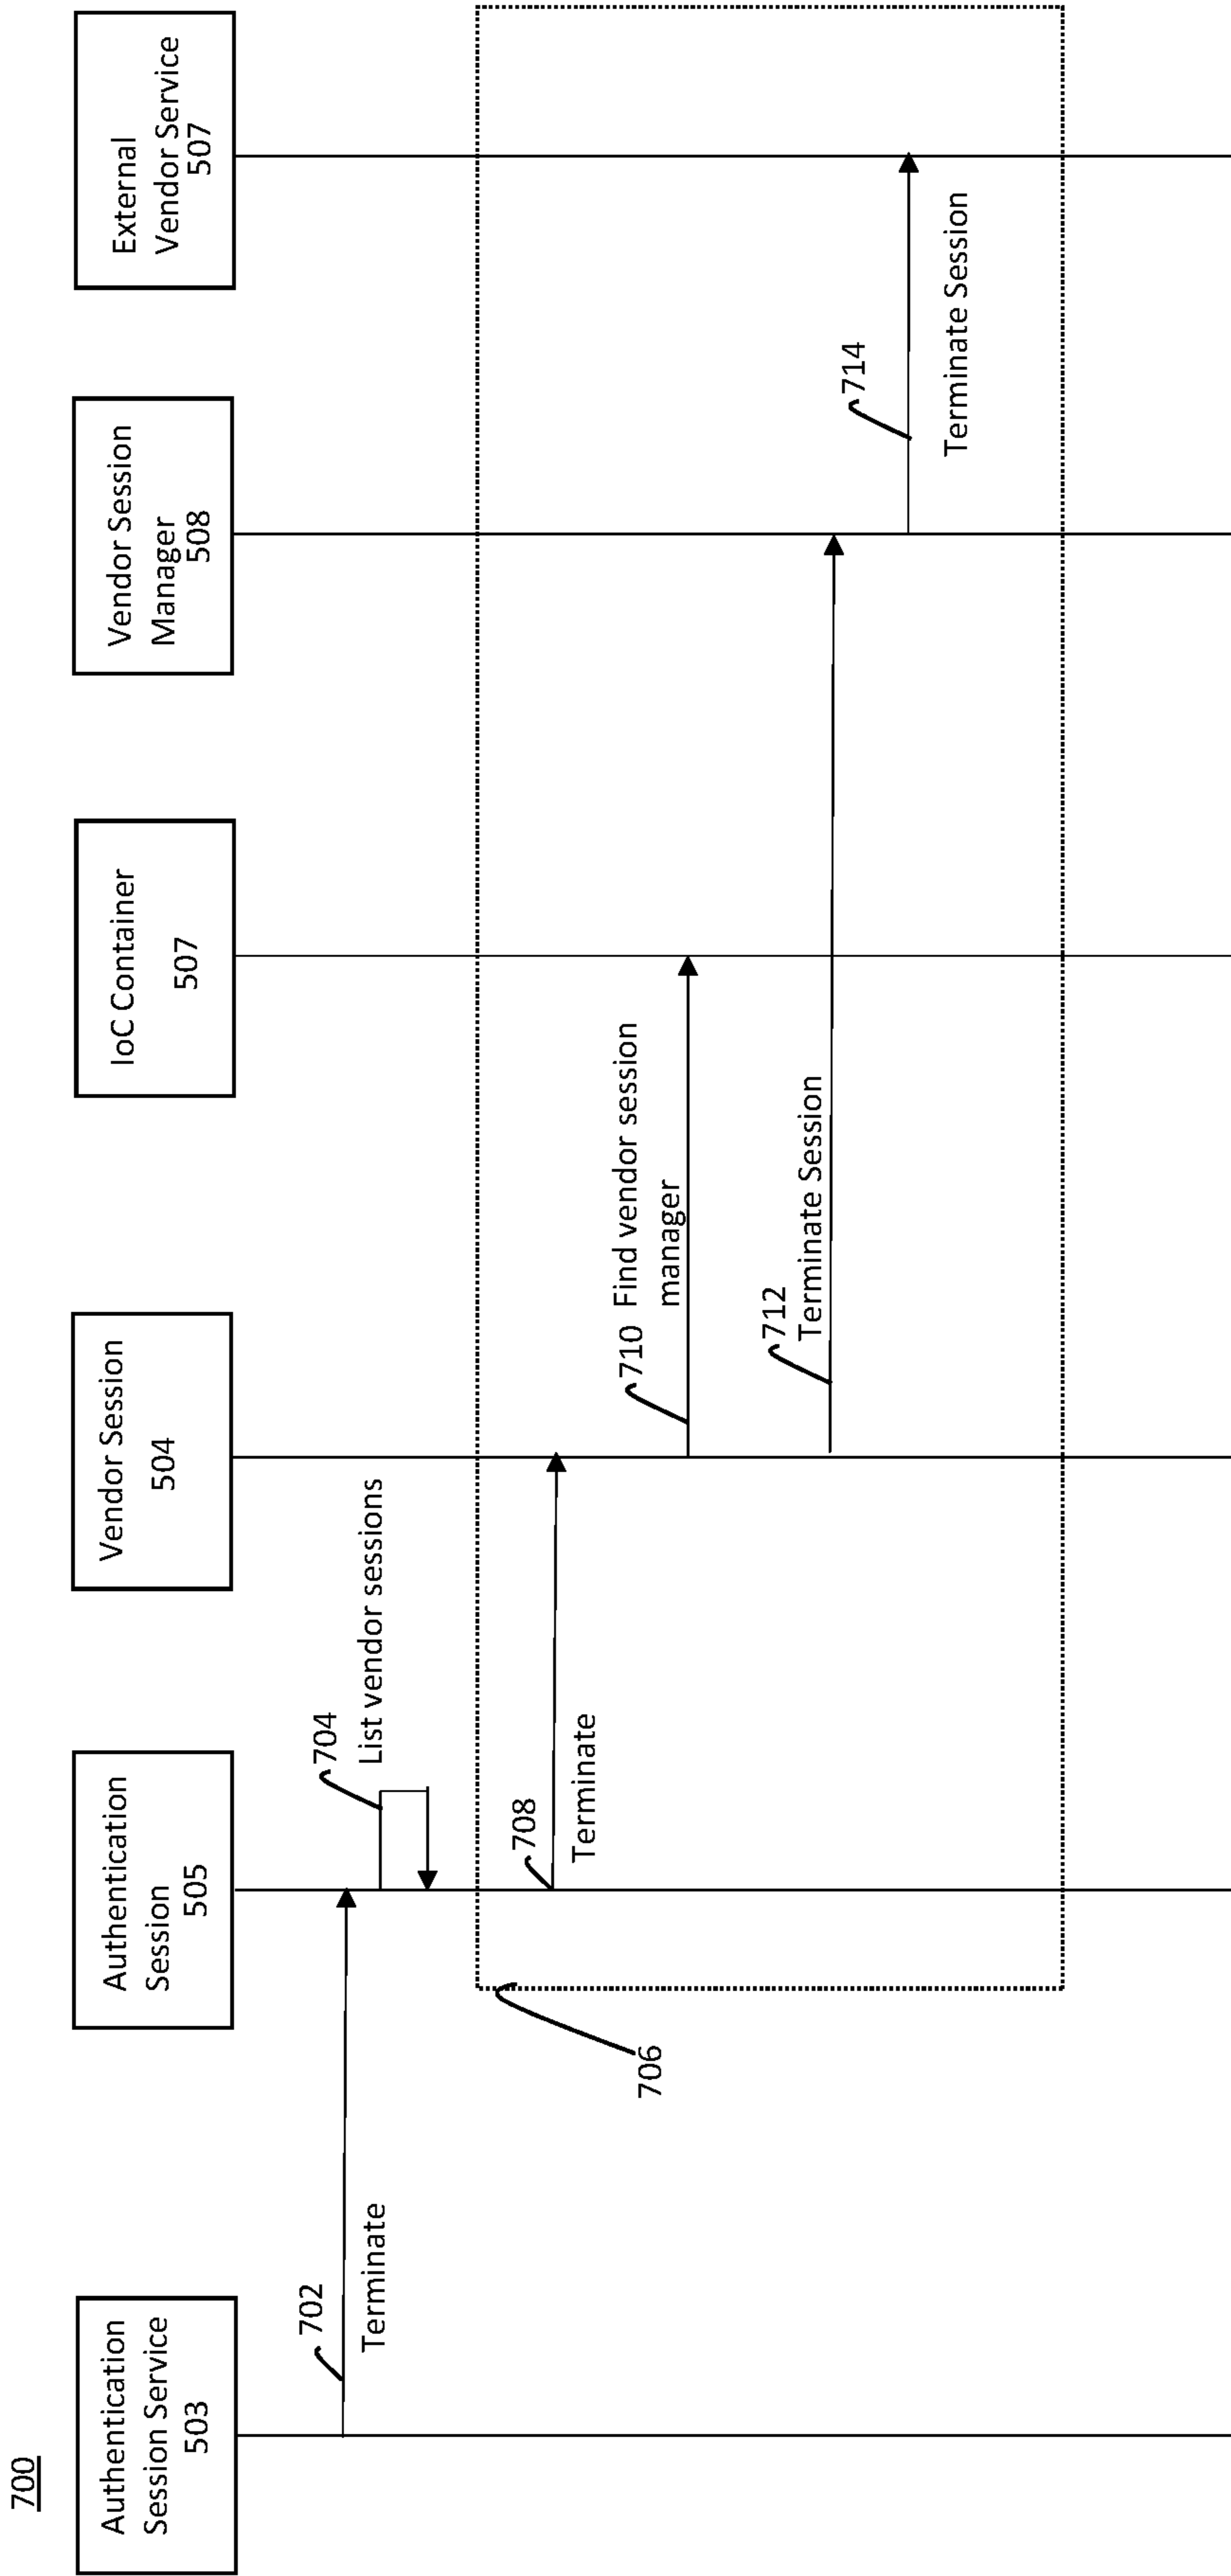 700
Authentication
Session Service
503
Authentication
Session
505
Vendor Session
504
IoC Container
507
Vendor Session
Manager
508
External
Vendor Service
507
702
Terminate
704
List vendor sessions
706
708
Terminate
710 Find vendor session
manager
712
Terminate Session
714
Terminate Session